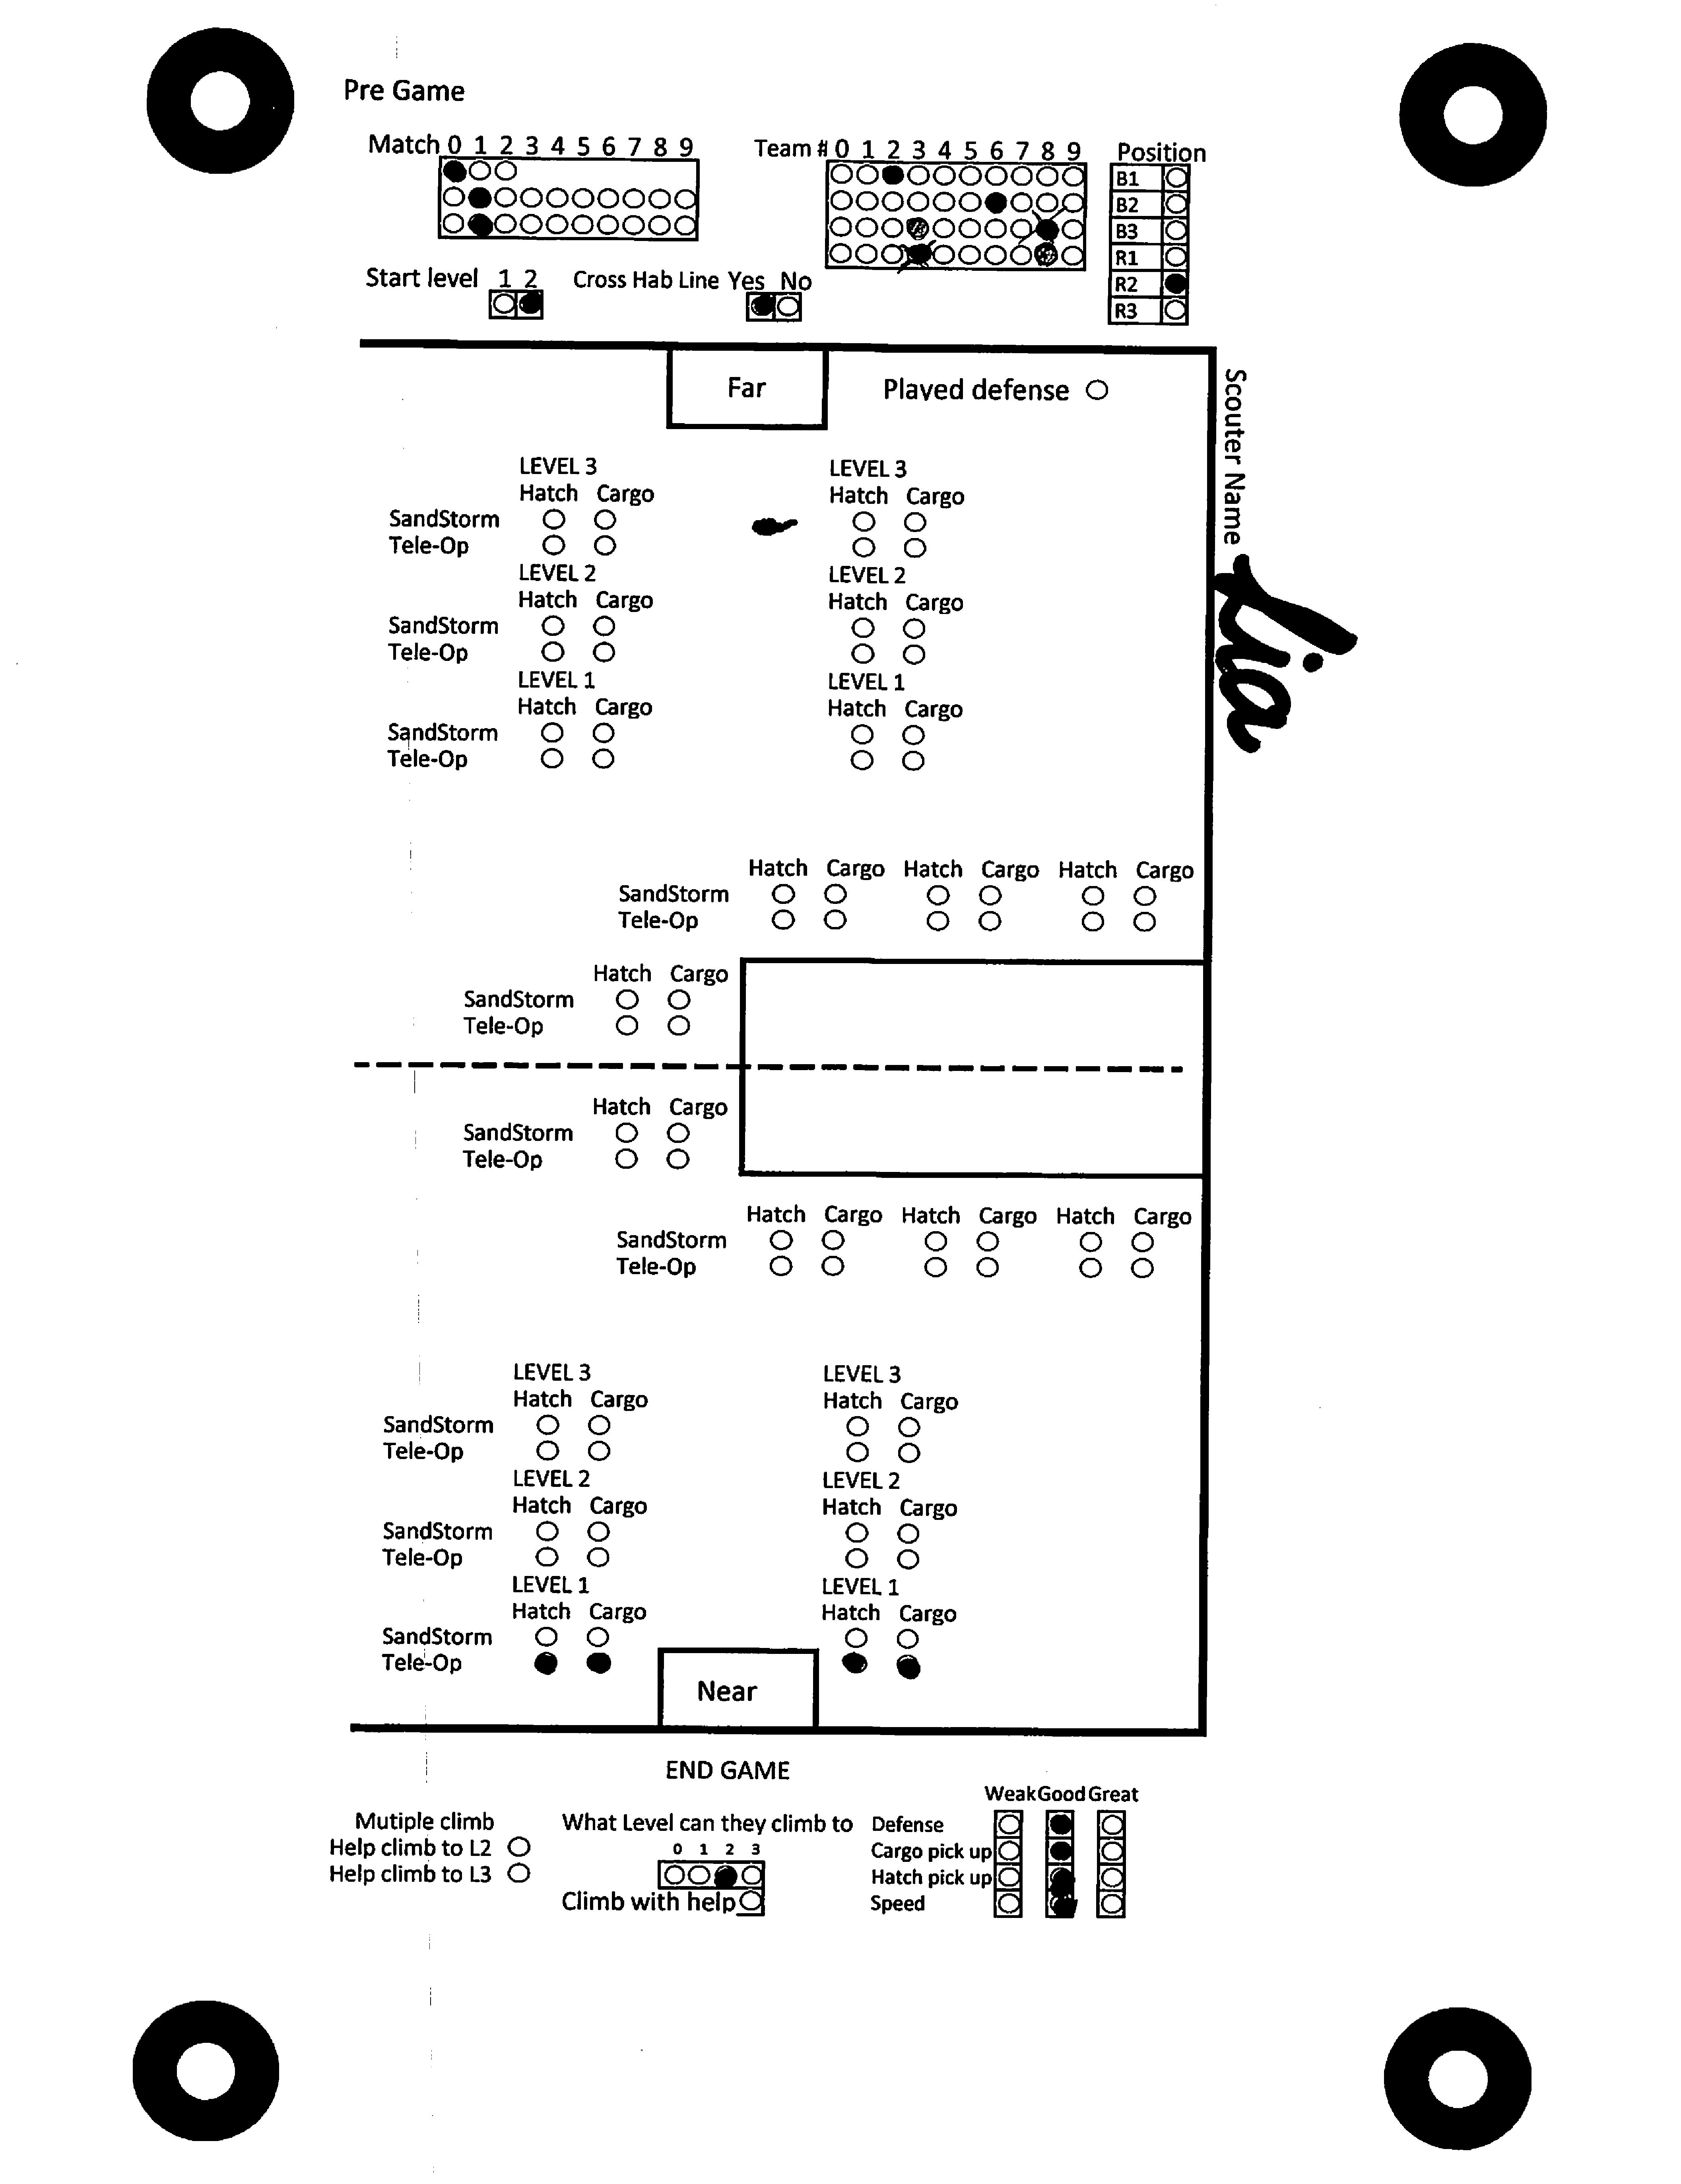 Pre Game
Match 0 1 2 3 4 5 6 7 8 9
Team # 0 1 2 3 4 5 6 7 8 9
Position
B1
B2
B3
R1
R2
R3
Start level 1 2
Cross Hab Line Yes No
Far
Played defense
Scouter Name
LEVEL 3 LEVEL 3
Hatch Cargo Hatch Cargo
SandStorm
Tele-Op
LEVEL 2 LEVEL 2
Hatch Cargo Hatch Cargo
SandStorm
Tele-Op
LEVEL 1 LEVEL 1
Hatch Cargo Hatch Cargo
SandStorm
Tele-Op
Hatch Cargo Hatch Cargo Hatch Cargo
SandStorm
Tele-Op
Hatch Cargo
SandStorm
Tele-Op
Hatch Cargo
SandStorm
Tele-Op
Hatch Cargo Hatch Cargo Hatch Cargo
SandStorm
Tele-Op
LEVEL 3 LEVEL 3
Hatch Cargo Hatch Cargo
SandStorm
Tele-Op
LEVEL 2 LEVEL 2
Hatch Cargo Hatch Cargo
SandStorm
Tele-Op
LEVEL 1 LEVEL 1
Hatch Cargo Hatch Cargo
SandStorm
Tele-Op
Near
END GAME
Mutiple climb
Help climb to L2
Help climb to L3
What Level can they climb to
0 1 2 3
Climb with help
Weak Good Great
Defense
Cargo pick up
Hatch pick up
Speed